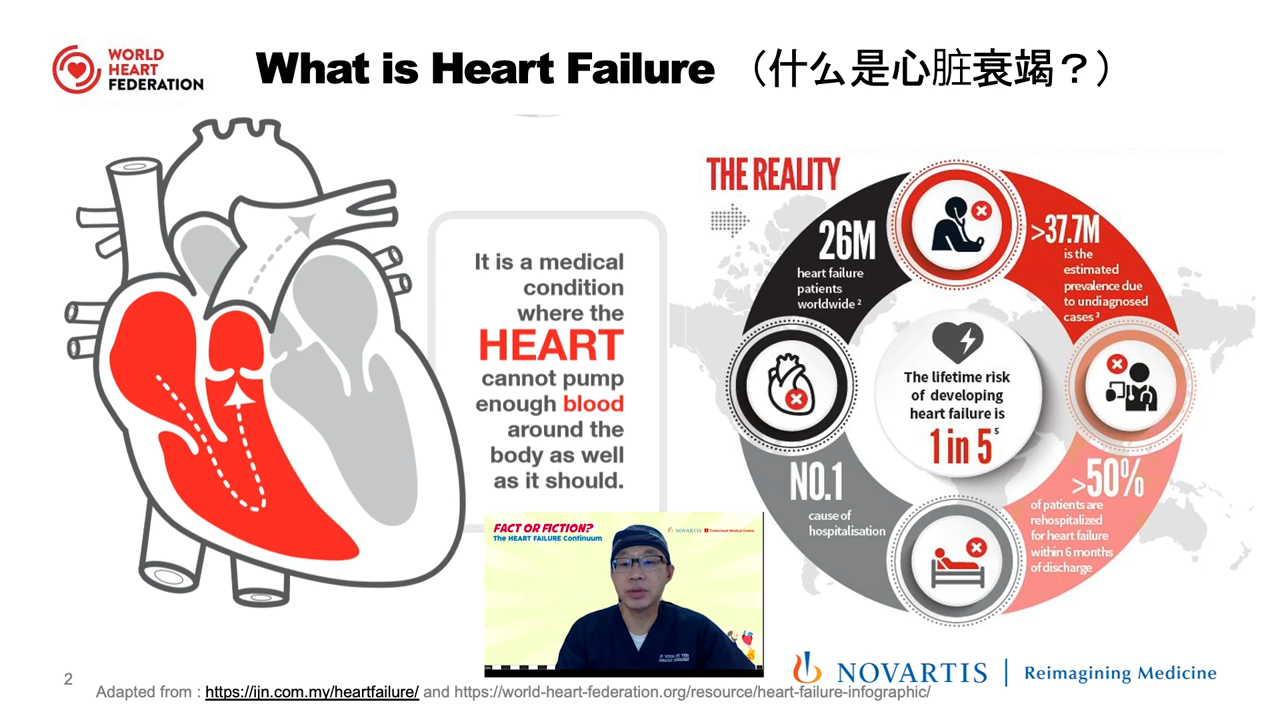 WORLD
HEART
FEDERATION
What is Heart Failure （什么是心脏衰竭？）
It is a medical
condition
where the
HEART
cannot pump
enough blood
around the
body as well
as it should.
THE REALITY
26M
heart failure
patients
worldwide 2
>37.7M
is the
estimated
prevalence due
to undiagnosed
cases 3
The lifetime risk
of developing
heart failure is
1 in 5 5
NO.1
cause of
hospitalisation
>50%
of patients are
rehospitalized
for heart failure
within 6 months
of discharge
FACT OR FICTION?
The HEART FAILURE Continuum
NOVARTIS
NOVARTIS | Reimagining Medicine
2
Adapted from : https://ijn.com.my/heartfailure/ and https://world-heart-federation.org/resource/heart-failure-infographic/